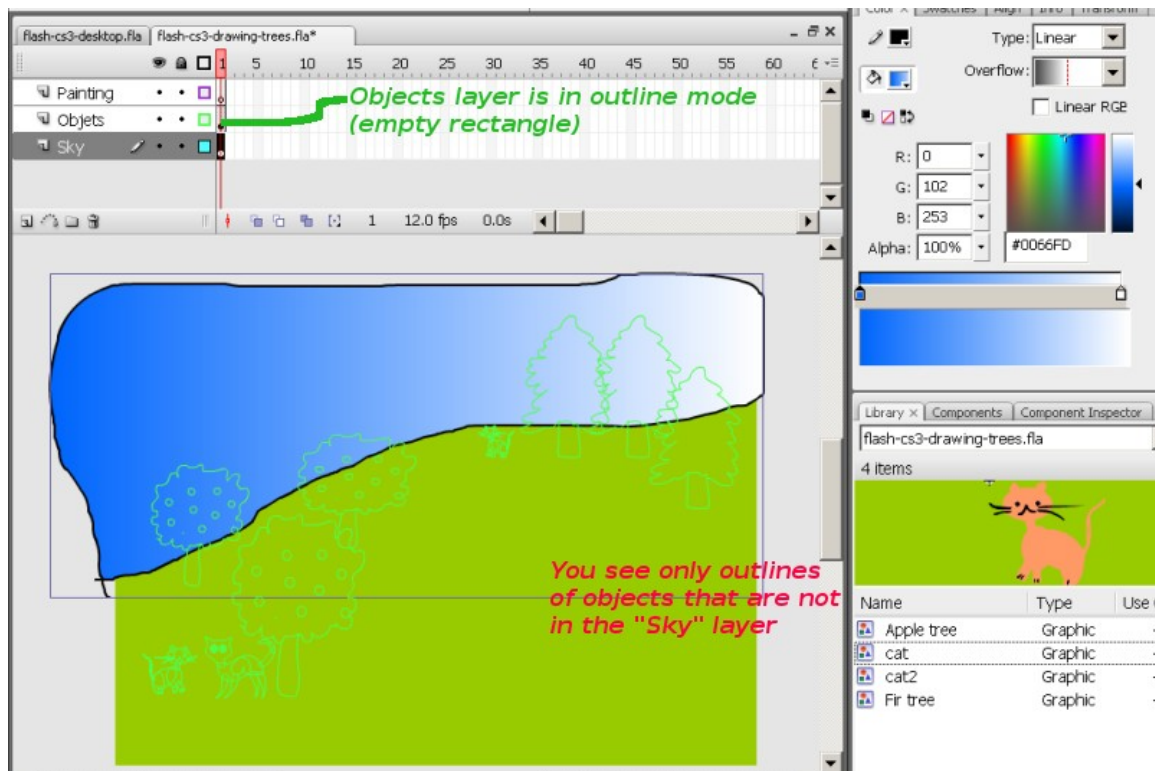 flash-cs3-desktop.fla flash-cs3-drawing-trees.fla*
1 5 10 15 20 25 30 35 40 45 50 55 60
Painting
Objets
Sky
Objects layer is in outline mode
(empty rectangle)
1 12.0 fps 0.0s
You see only outlines
of objects that are not
in the "Sky" layer
Color × Swatches Align Info Transform
Type: Linear
Overflow:
Linear RGB
R: 0
G: 102
B: 253
Alpha: 100% #0066FD
Library × Components Component Inspector
flash-cs3-drawing-trees.fla
4 items
Name Type Use
Apple tree Graphic
cat Graphic
cat2 Graphic
Fir tree Graphic